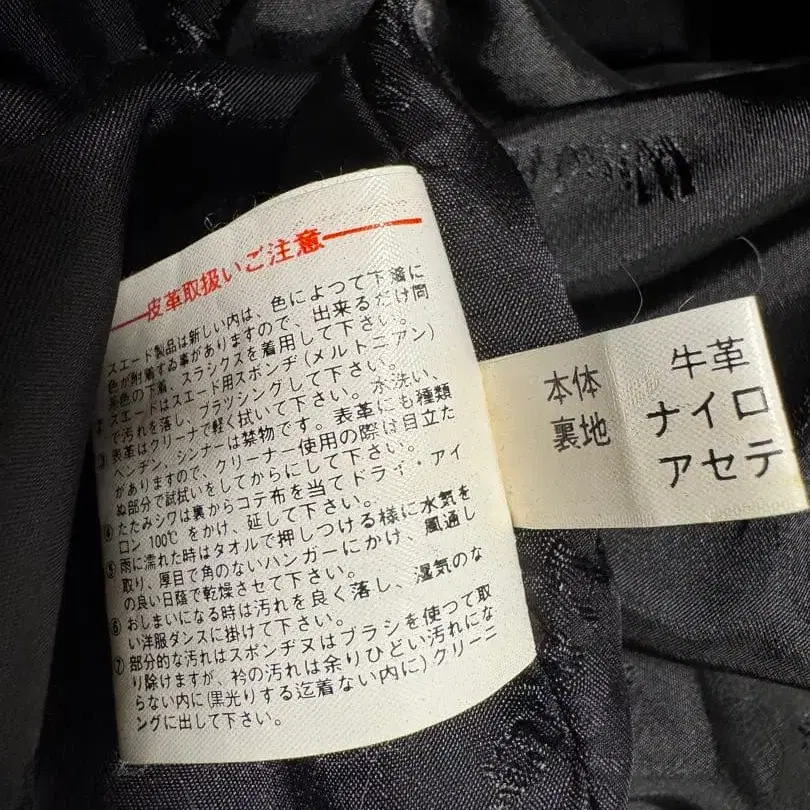 皮革取扱いご注意
スエード製品は新しい内は、色によつて下着に
色が附着する事がありますので、出来るだけ同
系色の下着、スラシクスを着用して下さい。
スエードはスエード用スポンヂ(メルトニアン)
で汚れを落し、ブラツシングして下さい。
③ 表革はクリーナで軽く拭いて下さい。水洗い、
ベンヂン、シンナーは禁物です。表革にも種類
がありますので、クリーナー使用の際は目立た
ぬ部分で試拭いをしてからにして下さい。
④ たたみシワは裏からコテ布を当てドライ・アイ
ロン100℃をかけ、延して下さい。
⑤ 雨に濡れた時はタオルで押しつける様に水気を
取り、厚目で角のないハンガーにかけ、風通し
の良い日蔭で乾燥させて下さい。
⑥ おしまいになる時は汚れを良く落し、湿気のな
い洋服ダンスに掛けて下さい。
⑦ 部分的な汚れはスポンヂヌはブラシを使つて取
り除けますが、衿の汚れは余りひどい汚れにな
らない内に(黒光りする迄着ない内に)クリーニ
ングに出して下さい。
本体 牛革
裏地 ナイロ
アセテ